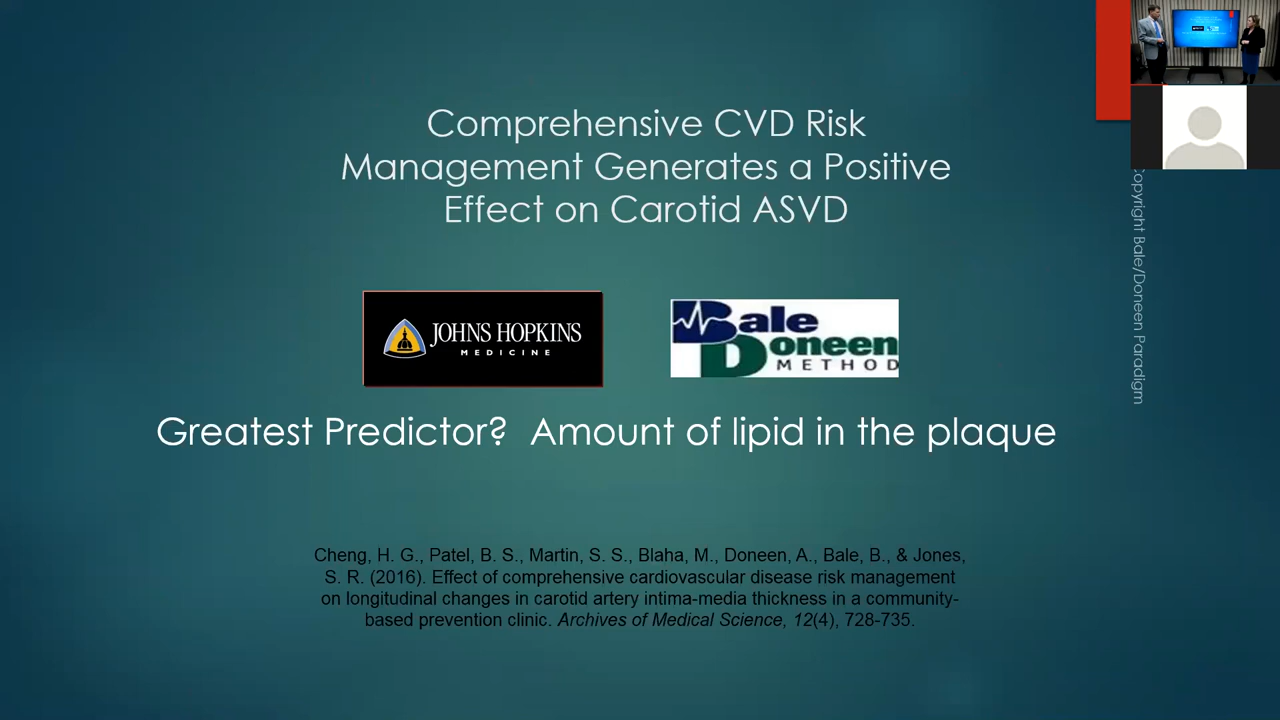 Comprehensive CVD Risk
Management Generates a Positive
Effect on Carotid ASVD
JOHNS HOPKINS
MEDICINE
Bale
Doneen
METHOD
Greatest Predictor?  Amount of lipid in the plaque
Cheng, H. G., Patel, B. S., Martin, S. S., Blaha, M., Doneen, A., Bale, B., & Jones,
S. R. (2016). Effect of comprehensive cardiovascular disease risk management
on longitudinal changes in carotid artery intima-media thickness in a community-
based prevention clinic. Archives of Medical Science, 12(4), 728-735.
opyright Bale/Doneen Paradigm